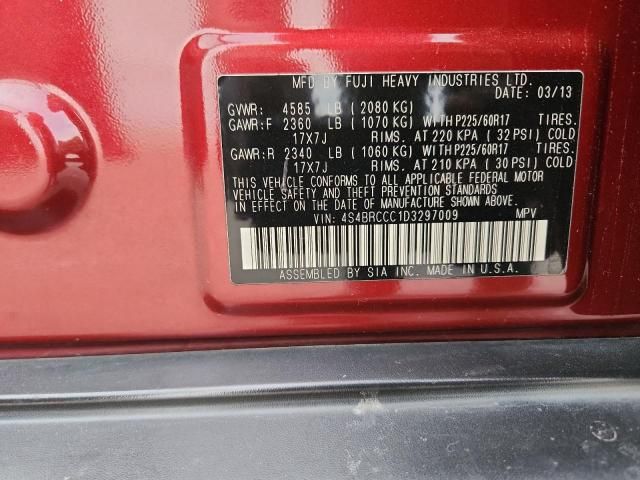 MFD BY FUJI HEAVY INDUSTRIES LTD.
DATE: 03/13
GVWR: 4585 LB ( 2080 KG)
GAWR:F 2360 LB ( 1070 KG) WITH P225/60R17 TIRES.
17X7J RIMS. AT 220 KPA ( 32 PSI) COLD
GAWR:R 2340 LB ( 1060 KG) WITH P225/60R17 TIRES.
17X7J RIMS. AT 210 KPA ( 30 PSI) COLD
THIS VEHICLE CONFORMS TO ALL APPLICABLE FEDERAL MOTOR
VEHICLE SAFETY AND THEFT PREVENTION STANDARDS
IN EFFECT ON THE DATE OF MANUFACTURE SHOWN ABOVE.
VIN: 4S4BRCCC1D3297009 MPV
ASSEMBLED BY SIA INC. MADE IN U.S.A.